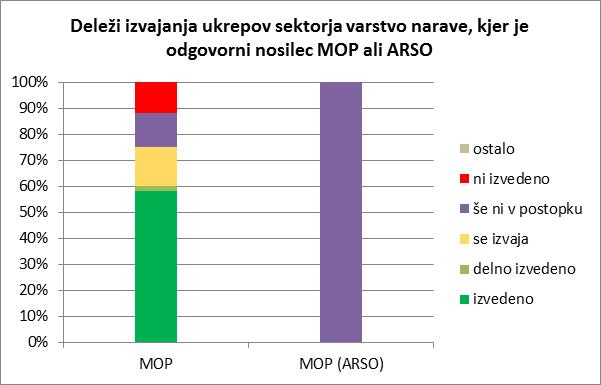 Deleži izvajanja ukrepov sektorja varstvo narave, kjer je
odgovorni nosilec MOP ali ARSO
100%
90%
80%
70%
60%
50%
40%
30%
20%
10%
0%
MOP
MOP (ARSO)
ostalo
ni izvedeno
še ni v postopku
se izvaja
delno izvedeno
izvedeno